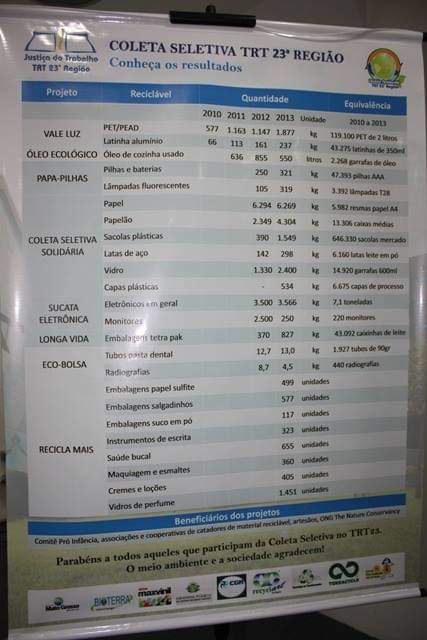 COLETA SELETIVA TRT 23ª REGIÃO
Conheça os resultados
Justiça do Trabalho
TRT 23ª Região
Projeto Reciclável Quantidade Equivalência
2010 2011 2012 2013 Unidade 2010 a 2013
VALE LUZ
PET/PEAD 577 1.163 1.147 1.877 kg 119.100 PET de 2 litros
Latinha alumínio 66 113 161 237 kg 43.275 latinhas de 350ml
ÓLEO ECOLÓGICO Óleo de cozinha usado 636 855 550 litros 2.268 garrafas de óleo
PAPA-PILHAS
Pilhas e baterias 250 321 kg 47.393 pilhas AAA
Lâmpadas fluorescentes 105 319 kg 3.392 lâmpadas T28
COLETA SELETIVA
SOLIDÁRIA
Papel 6.294 6.269 kg 5.982 resmas papel A4
Papelão 2.349 4.304 kg 13.306 caixas médias
Sacolas plásticas 390 1.549 kg 646.330 sacolas mercado
Latas de aço 142 298 kg 6.160 latas leite em pó
Vidro 1.330 2.400 kg 14.920 garrafas 600ml
Capas plásticas - 534 kg 6.675 capas de processo
SUCATA
ELETRÔNICA
Eletrônicos em geral 3.500 3.566 kg 7,1 toneladas
Monitores 2.500 250 kg 220 monitores
LONGA VIDA Embalagens tetra pak 370 827 kg 43.092 caixinhas de leite
ECO-BOLSA
Tubos pasta dental 12,7 13,0 kg 1.927 tubos de 90gr
Radiografias 8,7 4,5 kg 440 radiografias
RECICLA MAIS
Embalagens papel sulfite 499 unidades
Embalagens salgadinhos 577 unidades
Embalagens suco em pó 117 unidades
Instrumentos de escrita 323 unidades
Saúde bucal 655 unidades
Maquiagem e esmaltes 360 unidades
Cremes e loções 405 unidades
Vidros de perfume 1.451 unidades
Beneficiários dos projetos
Comitê Pró Infância, associações e cooperativas de catadores de material reciclável, artesãos, ONG The Nature Conservancy
Parabéns a todos aqueles que participam da Coleta Seletiva no TRT23.
O meio ambiente e a sociedade agradecem!
Mato Grosso BIOTERRA maxvinil CGR TERRACYCLE